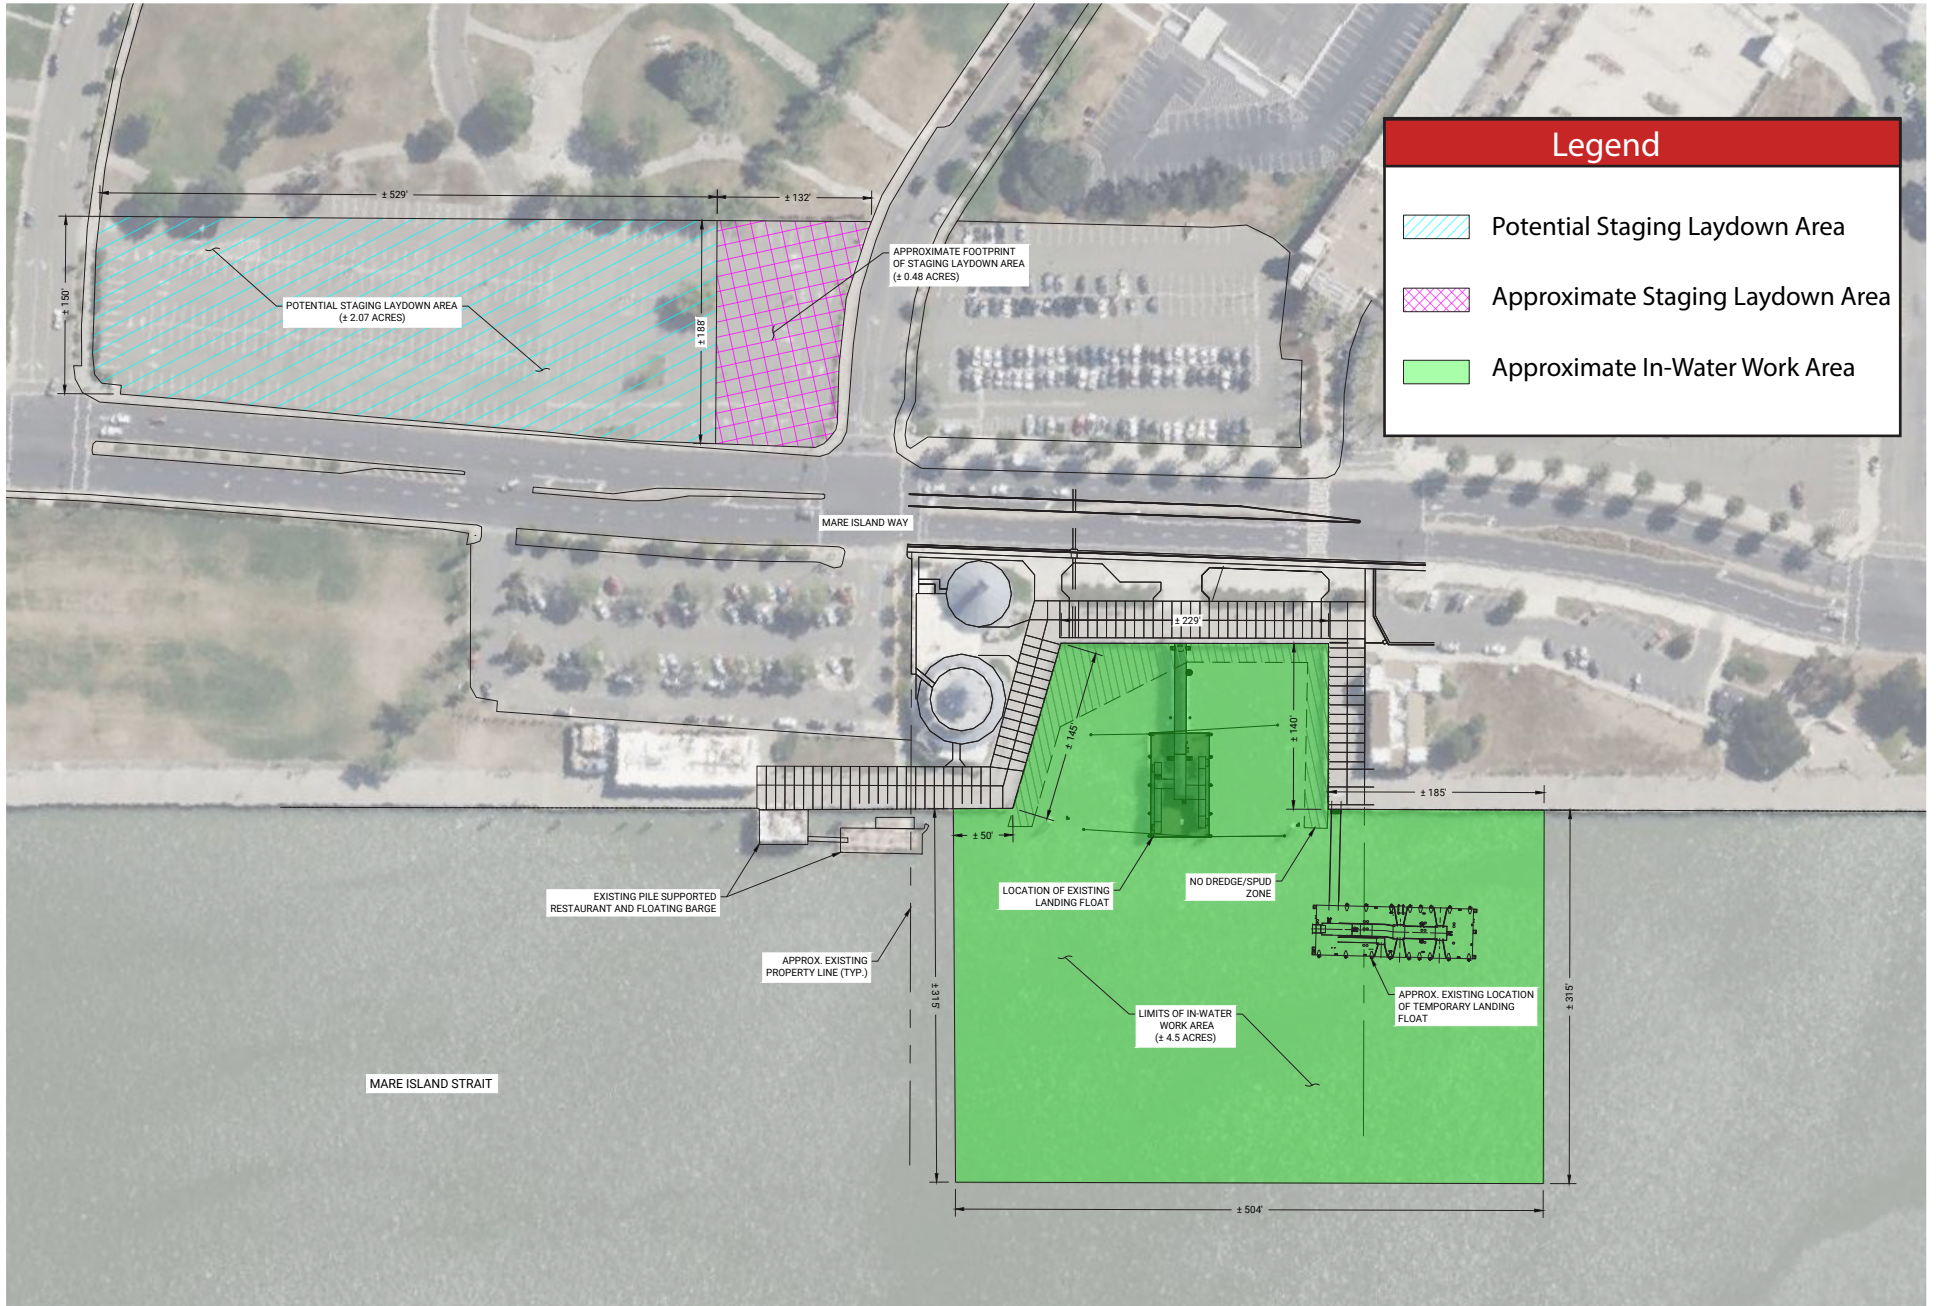 Legend
Potential Staging Laydown Area
Approximate Staging Laydown Area
Approximate In-Water Work Area
± 529'
± 132'
± 150'
± 188'
APPROXIMATE FOOTPRINT
OF STAGING LAYDOWN AREA
(± 0.48 ACRES)
POTENTIAL STAGING LAYDOWN AREA
(± 2.07 ACRES)
MARE ISLAND WAY
± 229'
± 145'
± 140'
± 185'
± 50'
EXISTING PILE SUPPORTED
RESTAURANT AND FLOATING BARGE
LOCATION OF EXISTING
LANDING FLOAT
NO DREDGE/SPUD
ZONE
APPROX. EXISTING
PROPERTY LINE (TYP.)
± 315'
± 315'
APPROX. EXISTING LOCATION
OF TEMPORARY LANDING
FLOAT
LIMITS OF IN-WATER
WORK AREA
(± 4.5 ACRES)
MARE ISLAND STRAIT
± 504'